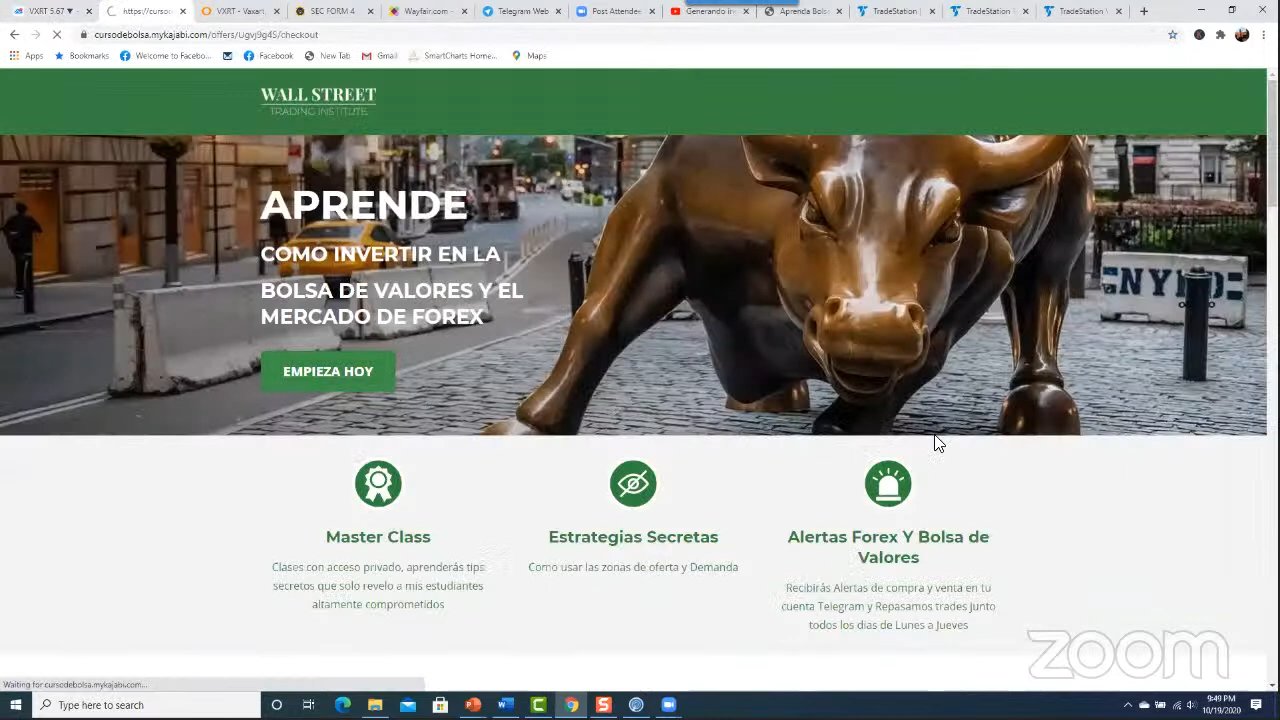 VXRT 5.67
https://curso
VXRT - Vaxart,
SEC FORM 4
Wayfair.com -
Telegram Web
Post Attendee
Generando in
Aprenda Bols
TradeStation
TradeStation
TradeStation
cursodebolsa.mykajabi.com/offers/ugvj9g4S/checkout
Apps
Bookmarks
Welcome to Facebo...
Facebook
New Tab
Gmail
SmartCharts Home...
Maps
WALL STREET
TRADING INSTITUTE
APRENDE
COMO INVERTIR EN LA
BOLSA DE VALORES Y EL
MERCADO DE FOREX
EMPIEZA HOY
NYPD
Master Class
Clases con acceso privado, aprenderás tips
secretos que solo revelo a mis estudiantes
altamente comprometidos
Estrategias Secretas
Como usar las zonas de oferta y Demanda
Alertas Forex Y Bolsa de
Valores
Recibirás Alertas de compra y venta en tu
cuenta Telegram y Repasamos trades junto
todos los dias de Lunes a Jueves
zoom
Waiting for cursodebolsa.mykajabi.com...
Type here to search
9:49 PM
10/19/2020